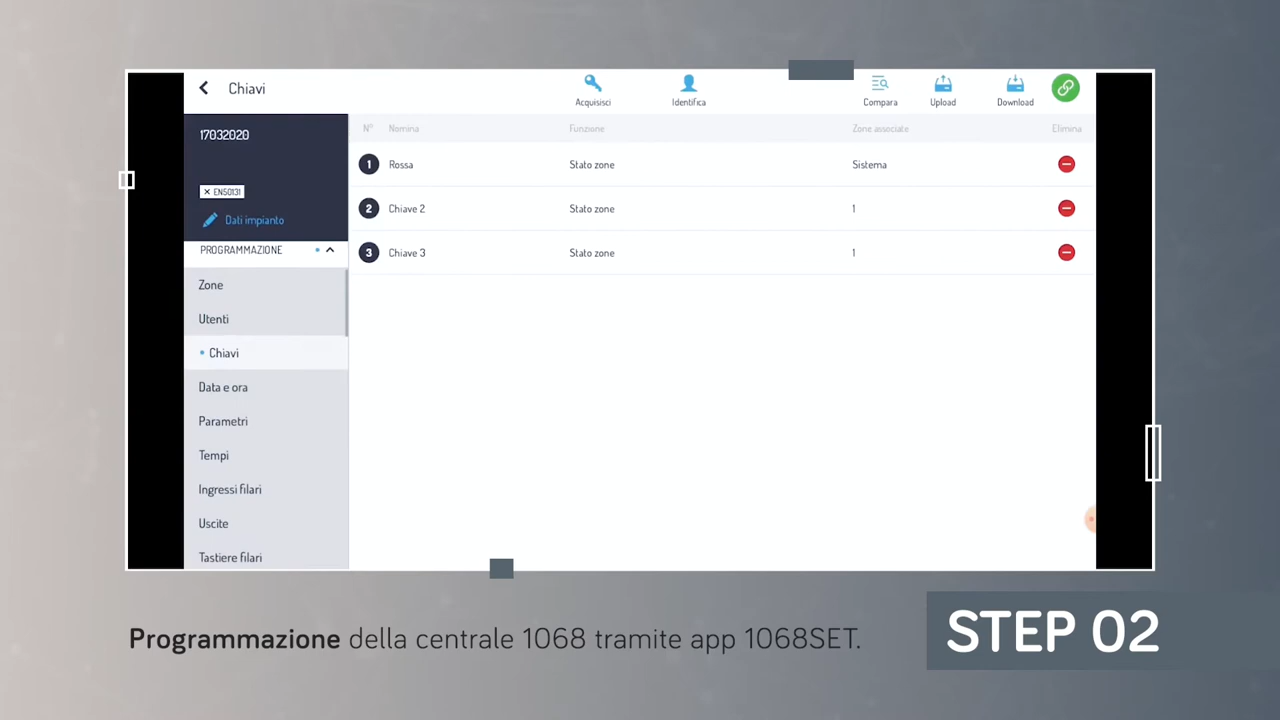 Chiavi
Acquisisci
Identifica
Compara
Upload
Download
17032020
× EN50131
Dati impianto
PROGRAMMAZIONE
Zone
Utenti
• Chiavi
Data e ora
Parametri
Tempi
Ingressi filari
Uscite
Tastiere filari
N° Nomina Funzione Zone associate Elimina
1 Rossa Stato zone Sistema
2 Chiave 2 Stato zone 1
3 Chiave 3 Stato zone 1
Programmazione della centrale 1068 tramite app 1068SET.
STEP 02